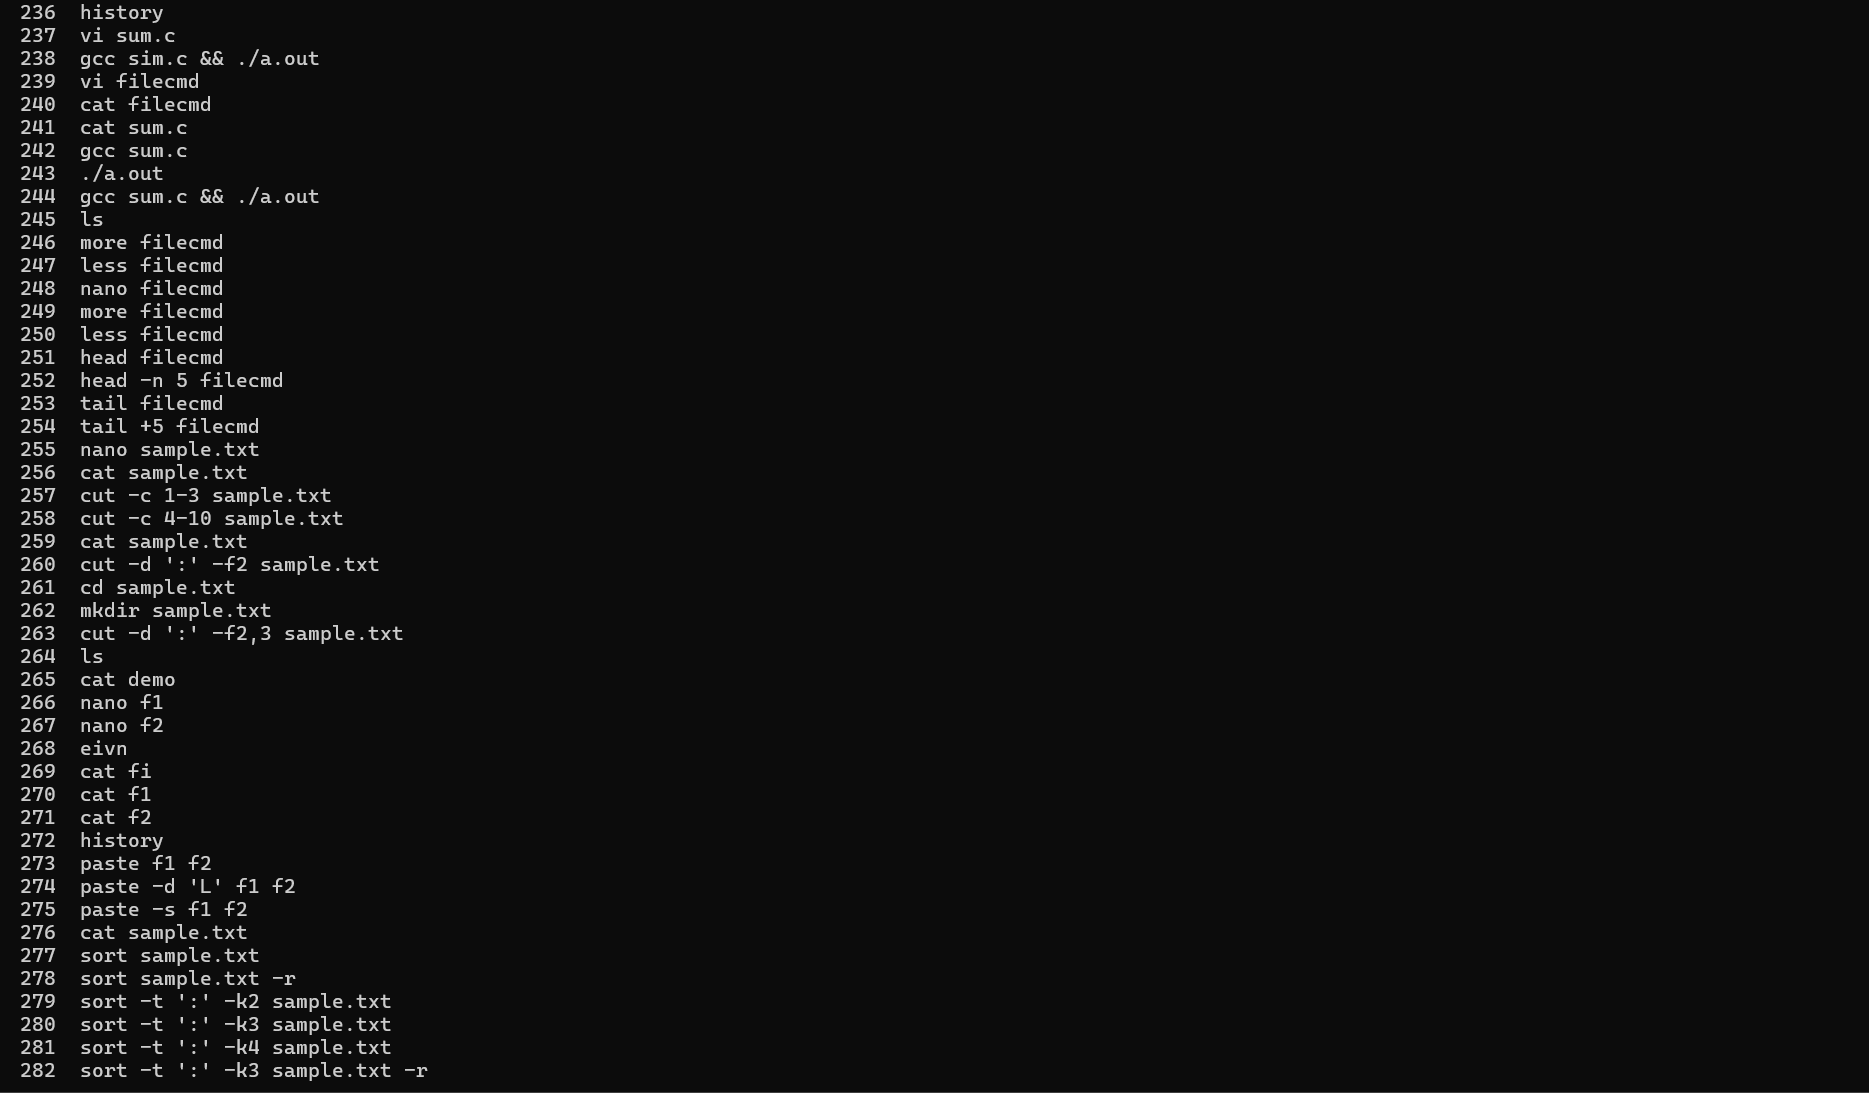 236  history
237  vi sum.c
238  gcc sim.c && ./a.out
239  vi filecmd
240  cat filecmd
241  cat sum.c
242  gcc sum.c
243  ./a.out
244  gcc sum.c && ./a.out
245  ls
246  more filecmd
247  less filecmd
248  nano filecmd
249  more filecmd
250  less filecmd
251  head filecmd
252  head -n 5 filecmd
253  tail filecmd
254  tail +5 filecmd
255  nano sample.txt
256  cat sample.txt
257  cut -c 1-3 sample.txt
258  cut -c 4-10 sample.txt
259  cat sample.txt
260  cut -d ':' -f2 sample.txt
261  cd sample.txt
262  mkdir sample.txt
263  cut -d ':' -f2,3 sample.txt
264  ls
265  cat demo
266  nano f1
267  nano f2
268  eivn
269  cat fi
270  cat f1
271  cat f2
272  history
273  paste f1 f2
274  paste -d 'L' f1 f2
275  paste -s f1 f2
276  cat sample.txt
277  sort sample.txt
278  sort sample.txt -r
279  sort -t ':' -k2 sample.txt
280  sort -t ':' -k3 sample.txt
281  sort -t ':' -k4 sample.txt
282  sort -t ':' -k3 sample.txt -r